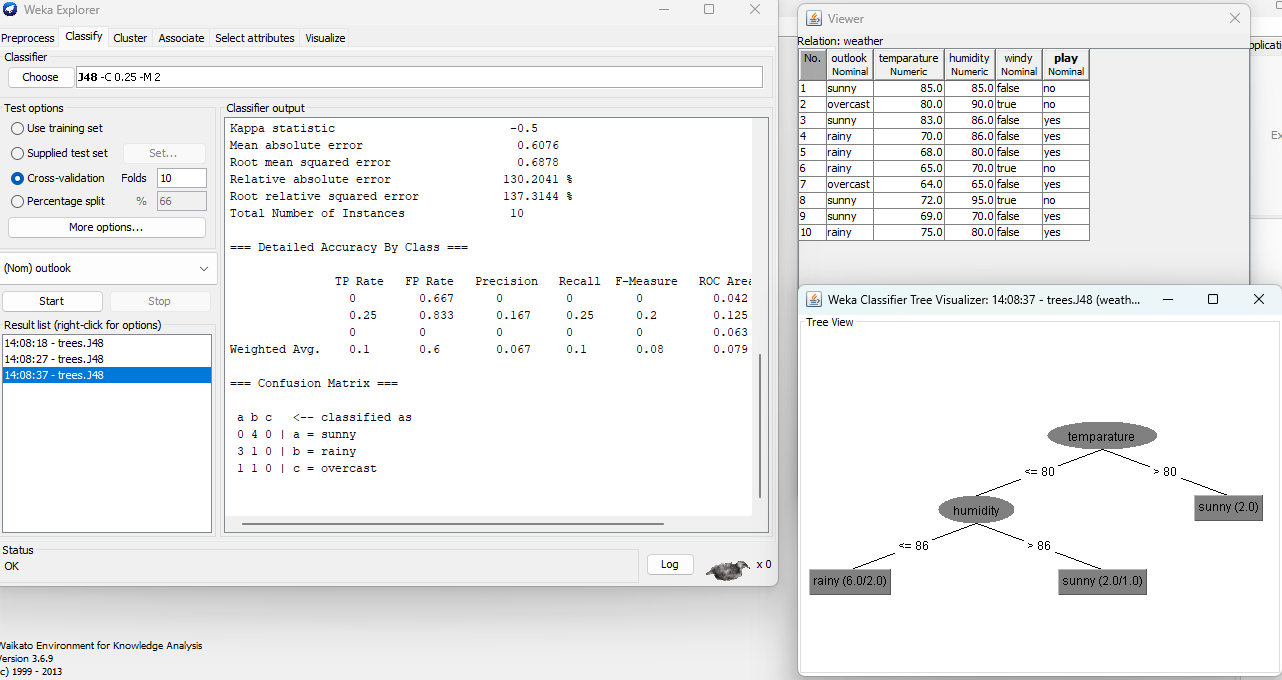 Weka Explorer
Preprocess Classify Cluster Associate Select attributes Visualize
Classifier
Choose J48 -C 0.25 -M 2
Test options
Use training set
Supplied test set Set...
Cross-validation Folds 10
Percentage split % 66
More options...
(Nom) outlook
Start Stop
Result list (right-click for options)
14:08:18 - trees.J48
14:08:27 - trees.J48
14:08:37 - trees.J48
Classifier output
Kappa statistic -0.5
Mean absolute error 0.6076
Root mean squared error 0.6878
Relative absolute error 130.2041 %
Root relative squared error 137.3144 %
Total Number of Instances 10
=== Detailed Accuracy By Class ===
TP Rate FP Rate Precision Recall F-Measure ROC Area
0 0.667 0 0 0 0.042
0.25 0.833 0.167 0.25 0.2 0.125
0 0 0 0 0 0.063
Weighted Avg. 0.1 0.6 0.067 0.1 0.08 0.079
=== Confusion Matrix ===
a b c <-- classified as
0 4 0 | a = sunny
3 1 0 | b = rainy
1 1 0 | c = overcast
Status
OK
Log x 0
Waikato Environment for Knowledge Analysis
Version 3.6.9
(c) 1999 - 2013
Viewer
Relation: weather
No. outlook temparature humidity windy play
Nominal Numeric Numeric Nominal Nominal
1 sunny 85.0 85.0 false no
2 overcast 80.0 90.0 true no
3 sunny 83.0 86.0 false yes
4 rainy 70.0 86.0 false yes
5 rainy 68.0 80.0 false yes
6 rainy 65.0 70.0 true no
7 overcast 64.0 65.0 false yes
8 sunny 72.0 95.0 true no
9 sunny 69.0 70.0 false yes
10 rainy 75.0 80.0 false yes
Weka Classifier Tree Visualizer: 14:08:37 - trees.J48 (weath...
Tree View
temparature
<= 80 > 80
humidity sunny (2.0)
<= 86 > 86
rainy (6.0/2.0) sunny (2.0/1.0)